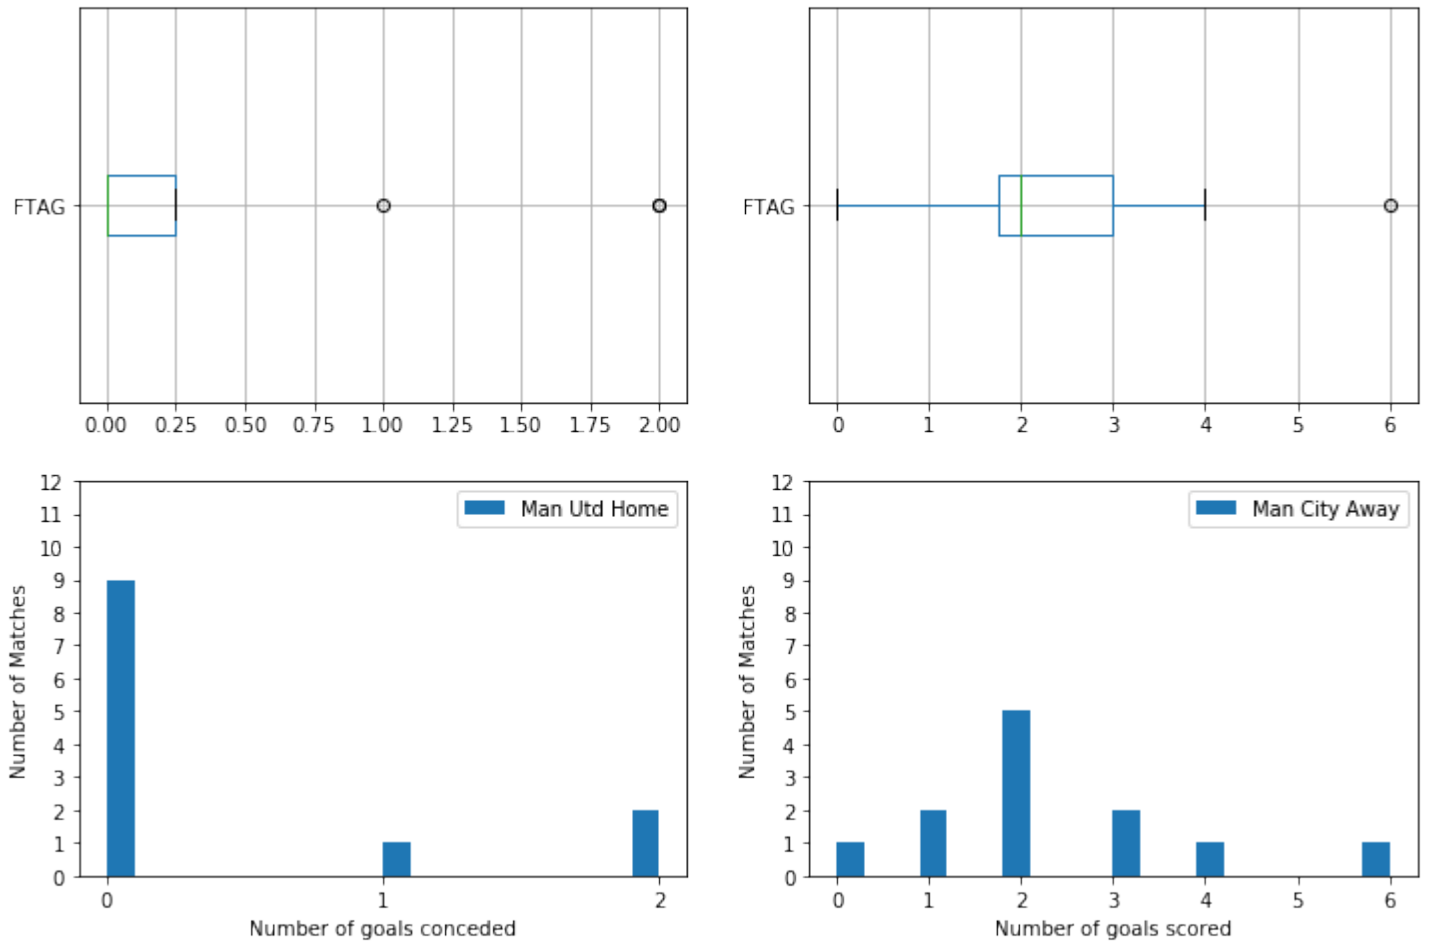 FTAG
0.00 0.25 0.50 0.75 1.00 1.25 1.50 1.75 2.00
FTAG
0 1 2 3 4 5 6
12
11
10
9
8
7
6
5
4
3
2
1
0
Number of Matches
Man Utd Home
0 1 2
Number of goals conceded
12
11
10
9
8
7
6
5
4
3
2
1
0
Number of Matches
Man City Away
0 1 2 3 4 5 6
Number of goals scored